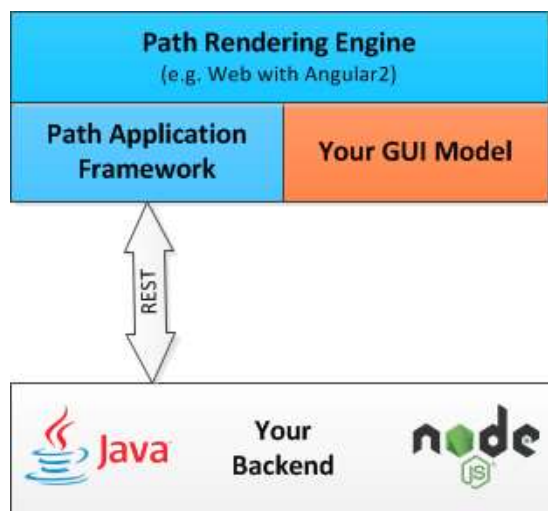 Path Rendering Engine
(e.g. Web with Angular2)
Path Application
Framework
Your GUI Model
REST
Java
Your
Backend
node
JS